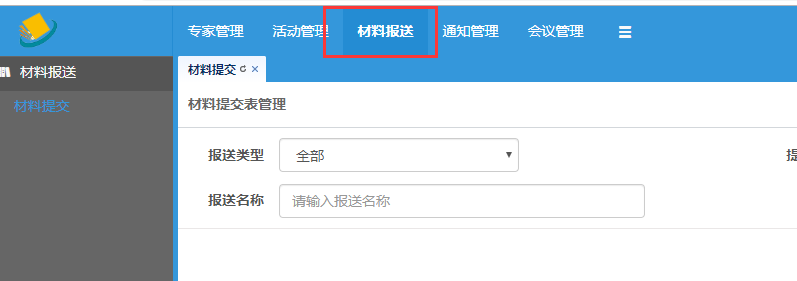 专家管理 活动管理 材料报送 通知管理 会议管理
材料报送
材料提交
材料提交
材料提交表管理
报送类型 全部
报送名称 请输入报送名称